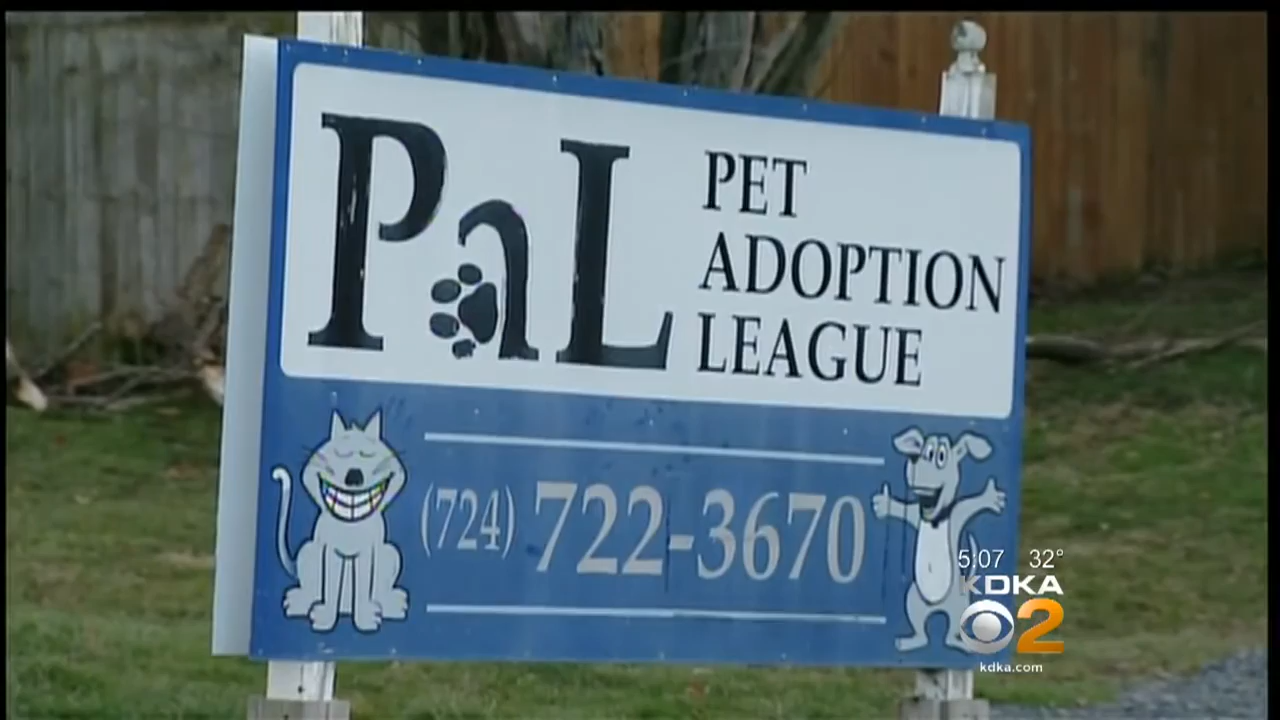 PaL
PET
ADOPTION
LEAGUE
(724) 722-3670
5:07 32°
KDKA
2
kdka.com